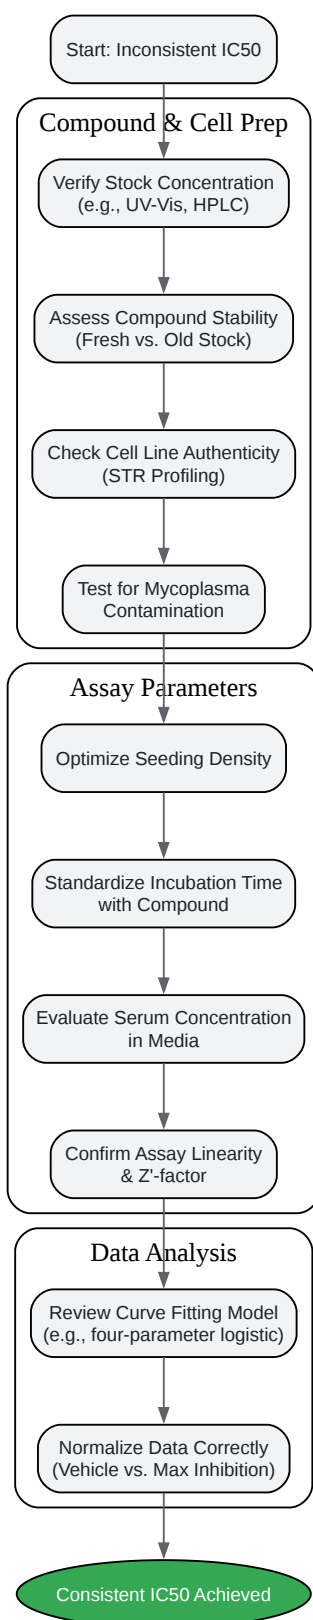 Start: Inconsistent IC50
Compound & Cell Prep
Verify Stock Concentration
(e.g., UV-Vis, HPLC)
Assess Compound Stability
(Fresh vs. Old Stock)
Check Cell Line Authenticity
(STR Profiling)
Test for Mycoplasma
Contamination
Assay Parameters
Optimize Seeding Density
Standardize Incubation Time
with Compound
Evaluate Serum Concentration
in Media
Confirm Assay Linearity
& Z'-factor
Data Analysis
Review Curve Fitting Model
(e.g., four-parameter logistic)
Normalize Data Correctly
(Vehicle vs. Max Inhibition)
Consistent IC50 Achieved